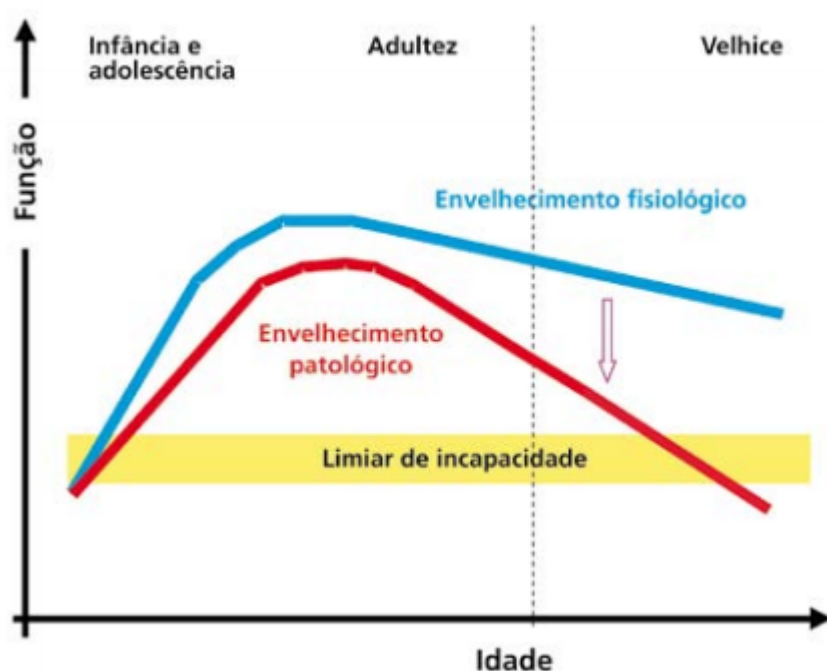 Infância e
adolescência
Adultez
Velhice
Função
Envelhecimento fisiológico
Envelhecimento
patológico
Limiar de incapacidade
Idade